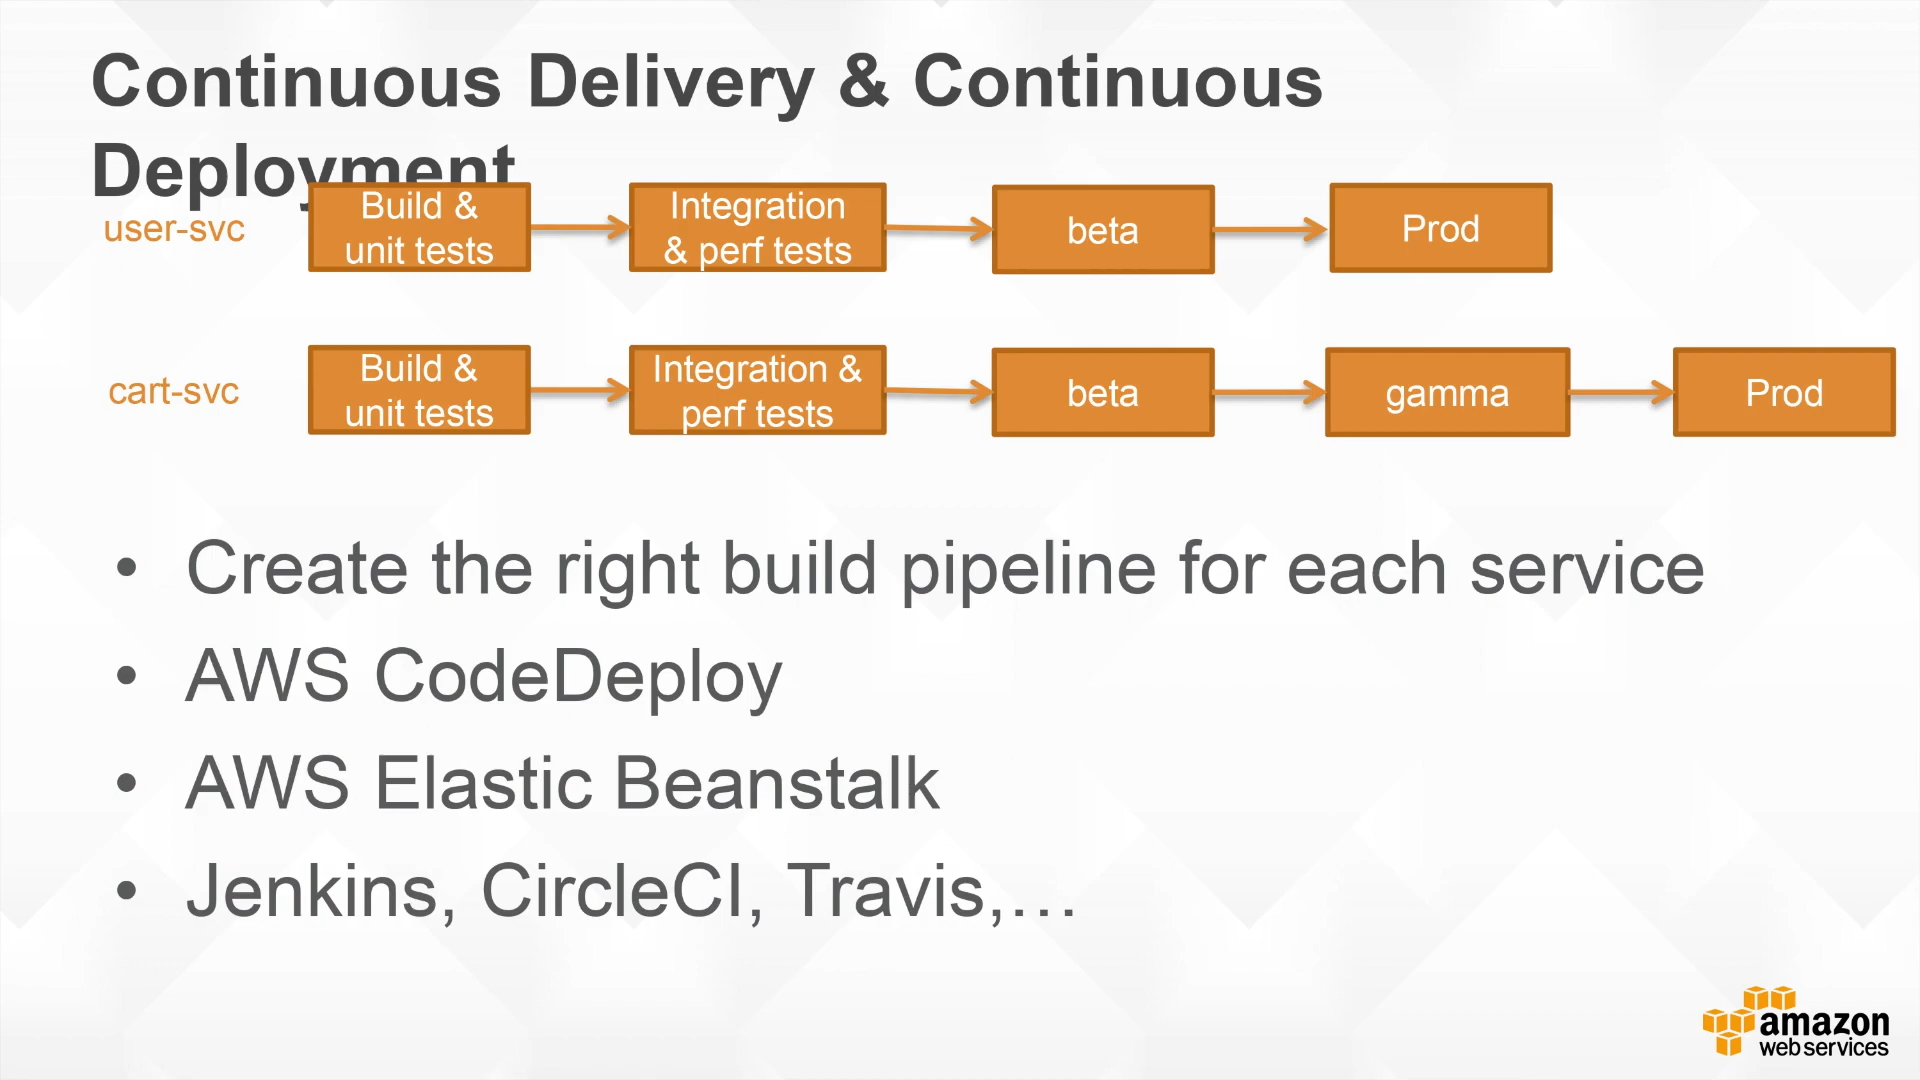 Continuous Delivery & Continuous
Deployment
user-svc
Build &
unit tests
Integration
& perf tests
beta
Prod
cart-svc
Build &
unit tests
Integration &
perf tests
beta
gamma
Prod
• Create the right build pipeline for each service
• AWS CodeDeploy
• AWS Elastic Beanstalk
• Jenkins, CircleCI, Travis,…
amazon
web services